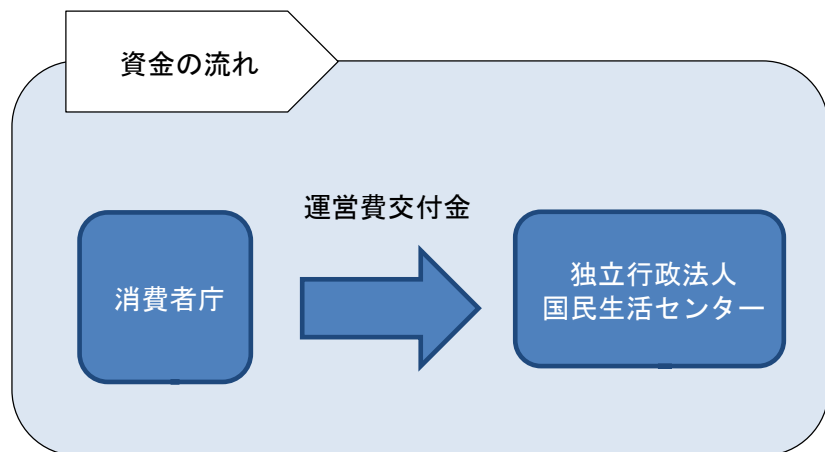 資金の流れ
運営費交付金
消費者庁
独立行政法人
国民生活センター